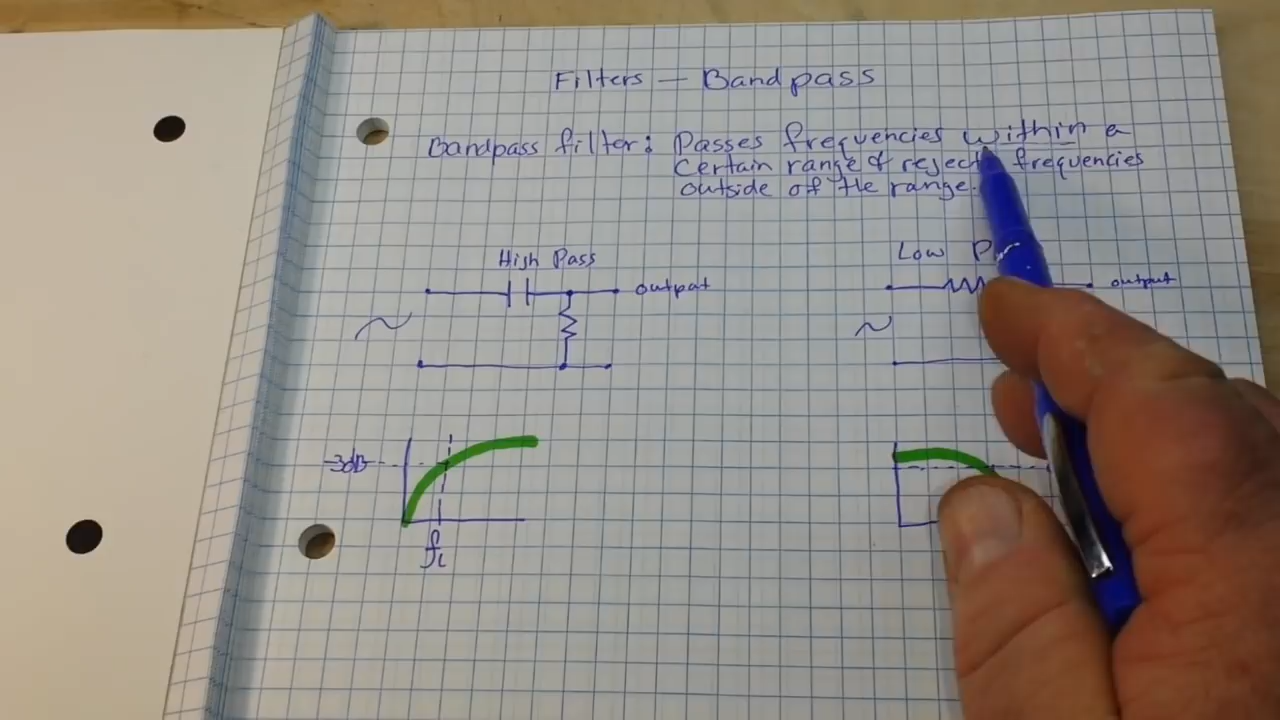 Filters — Bandpass
Bandpass filter: Passes frequencies within a
certain range & reject frequencies
outside of the range.
High Pass
Low
output
output
-3dB
fL